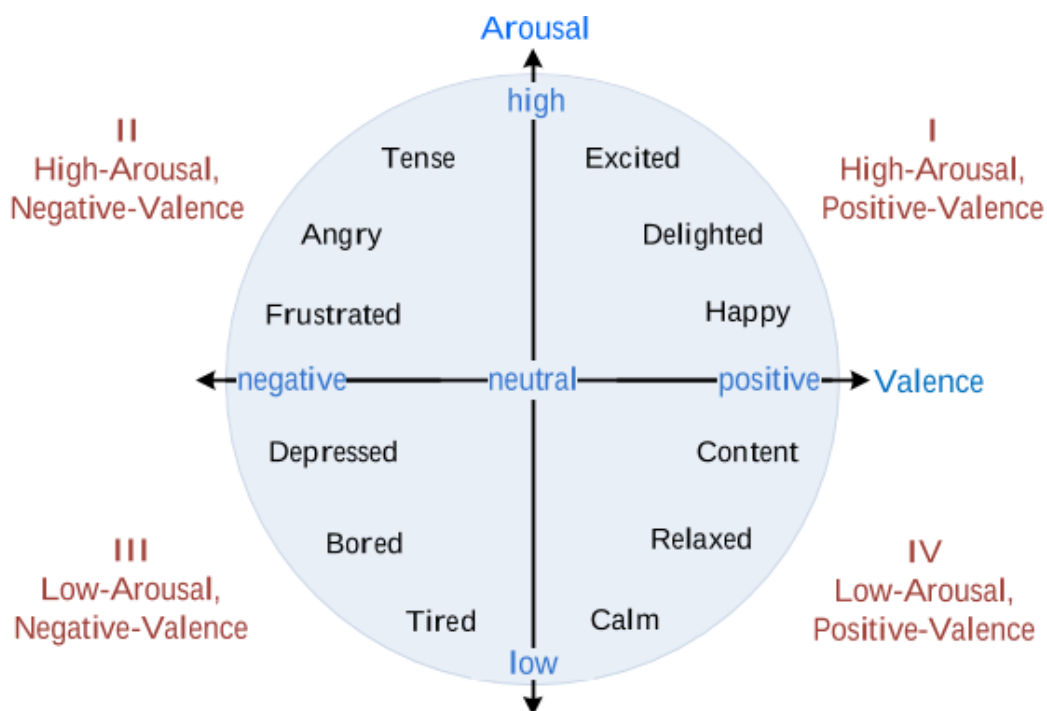 Arousal
high
II
High-Arousal,
Negative-Valence
I
High-Arousal,
Positive-Valence
Tense
Excited
Angry
Delighted
Frustrated
Happy
negative
neutral
positive
Valence
Depressed
Content
Bored
Relaxed
III
Low-Arousal,
Negative-Valence
IV
Low-Arousal,
Positive-Valence
Tired
Calm
low